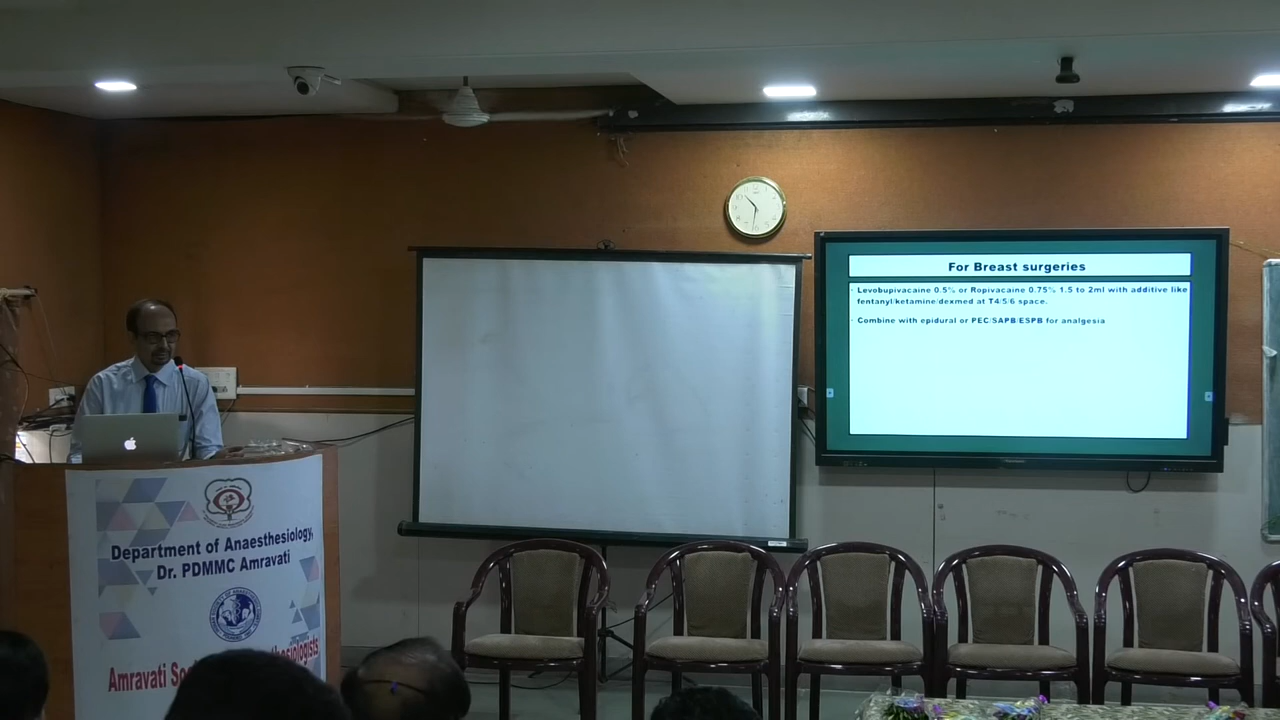 For Breast surgeries
Levobupivacaine 0.5% or Ropivacaine 0.75% 1.5 to 2ml with additive like
fentanyl/ketamine/dexmed at T4/5/6 space.
Combine with epidural or PEC/SAPB/ESPB for analgesia
Department of Anaesthesiology,
Dr. PDMMC Amravati
Amravati